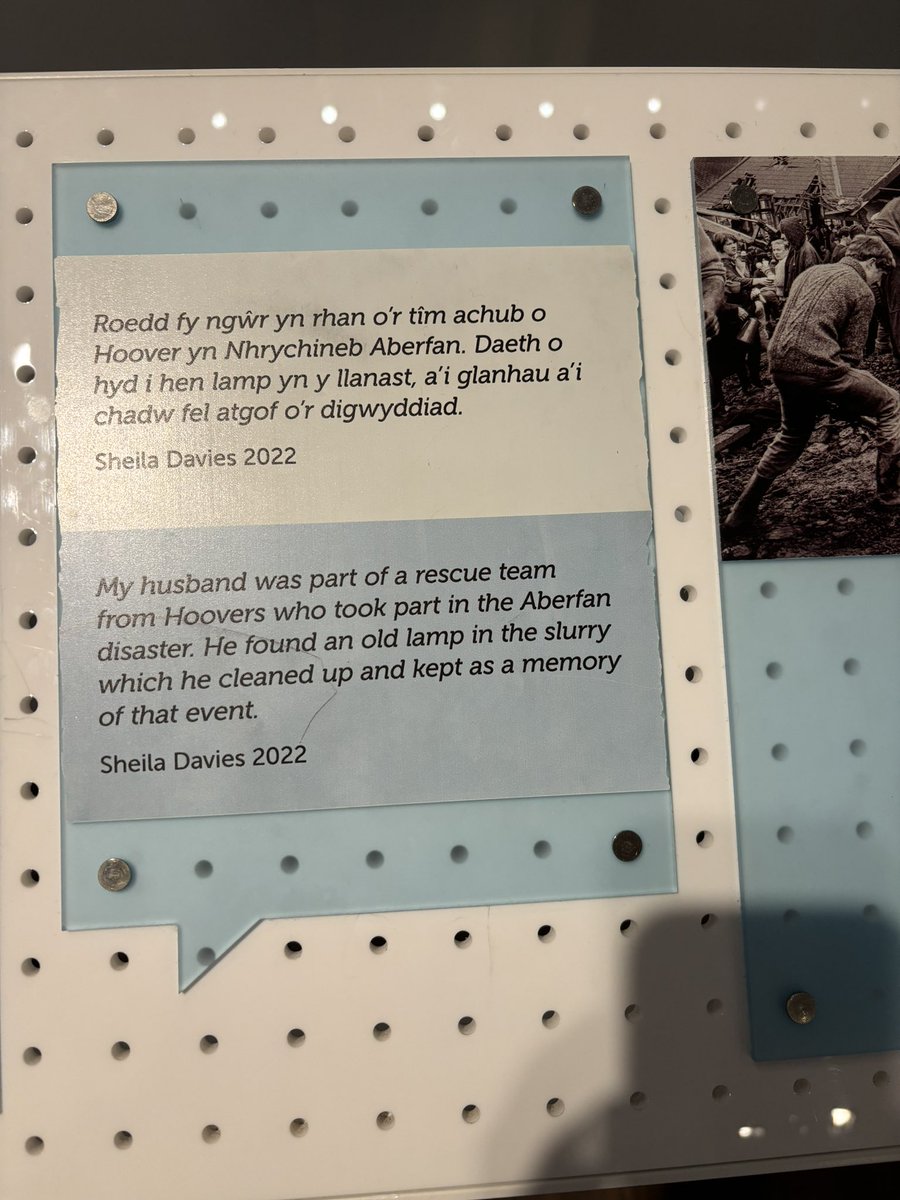 Roedd fy ngŵr yn rhan o'r tîm achub o
Hoover yn Nhrychineb Aberfan. Daeth o
hyd i hen lamp yn y llanast, a'i glanhau a'i
chadw fel atgof o'r digwyddiad.
Sheila Davies 2022
My husband was part of a rescue team
from Hoovers who took part in the Aberfan
disaster. He found an old lamp in the slurry
which he cleaned up and kept as a memory
of that event.
Sheila Davies 2022